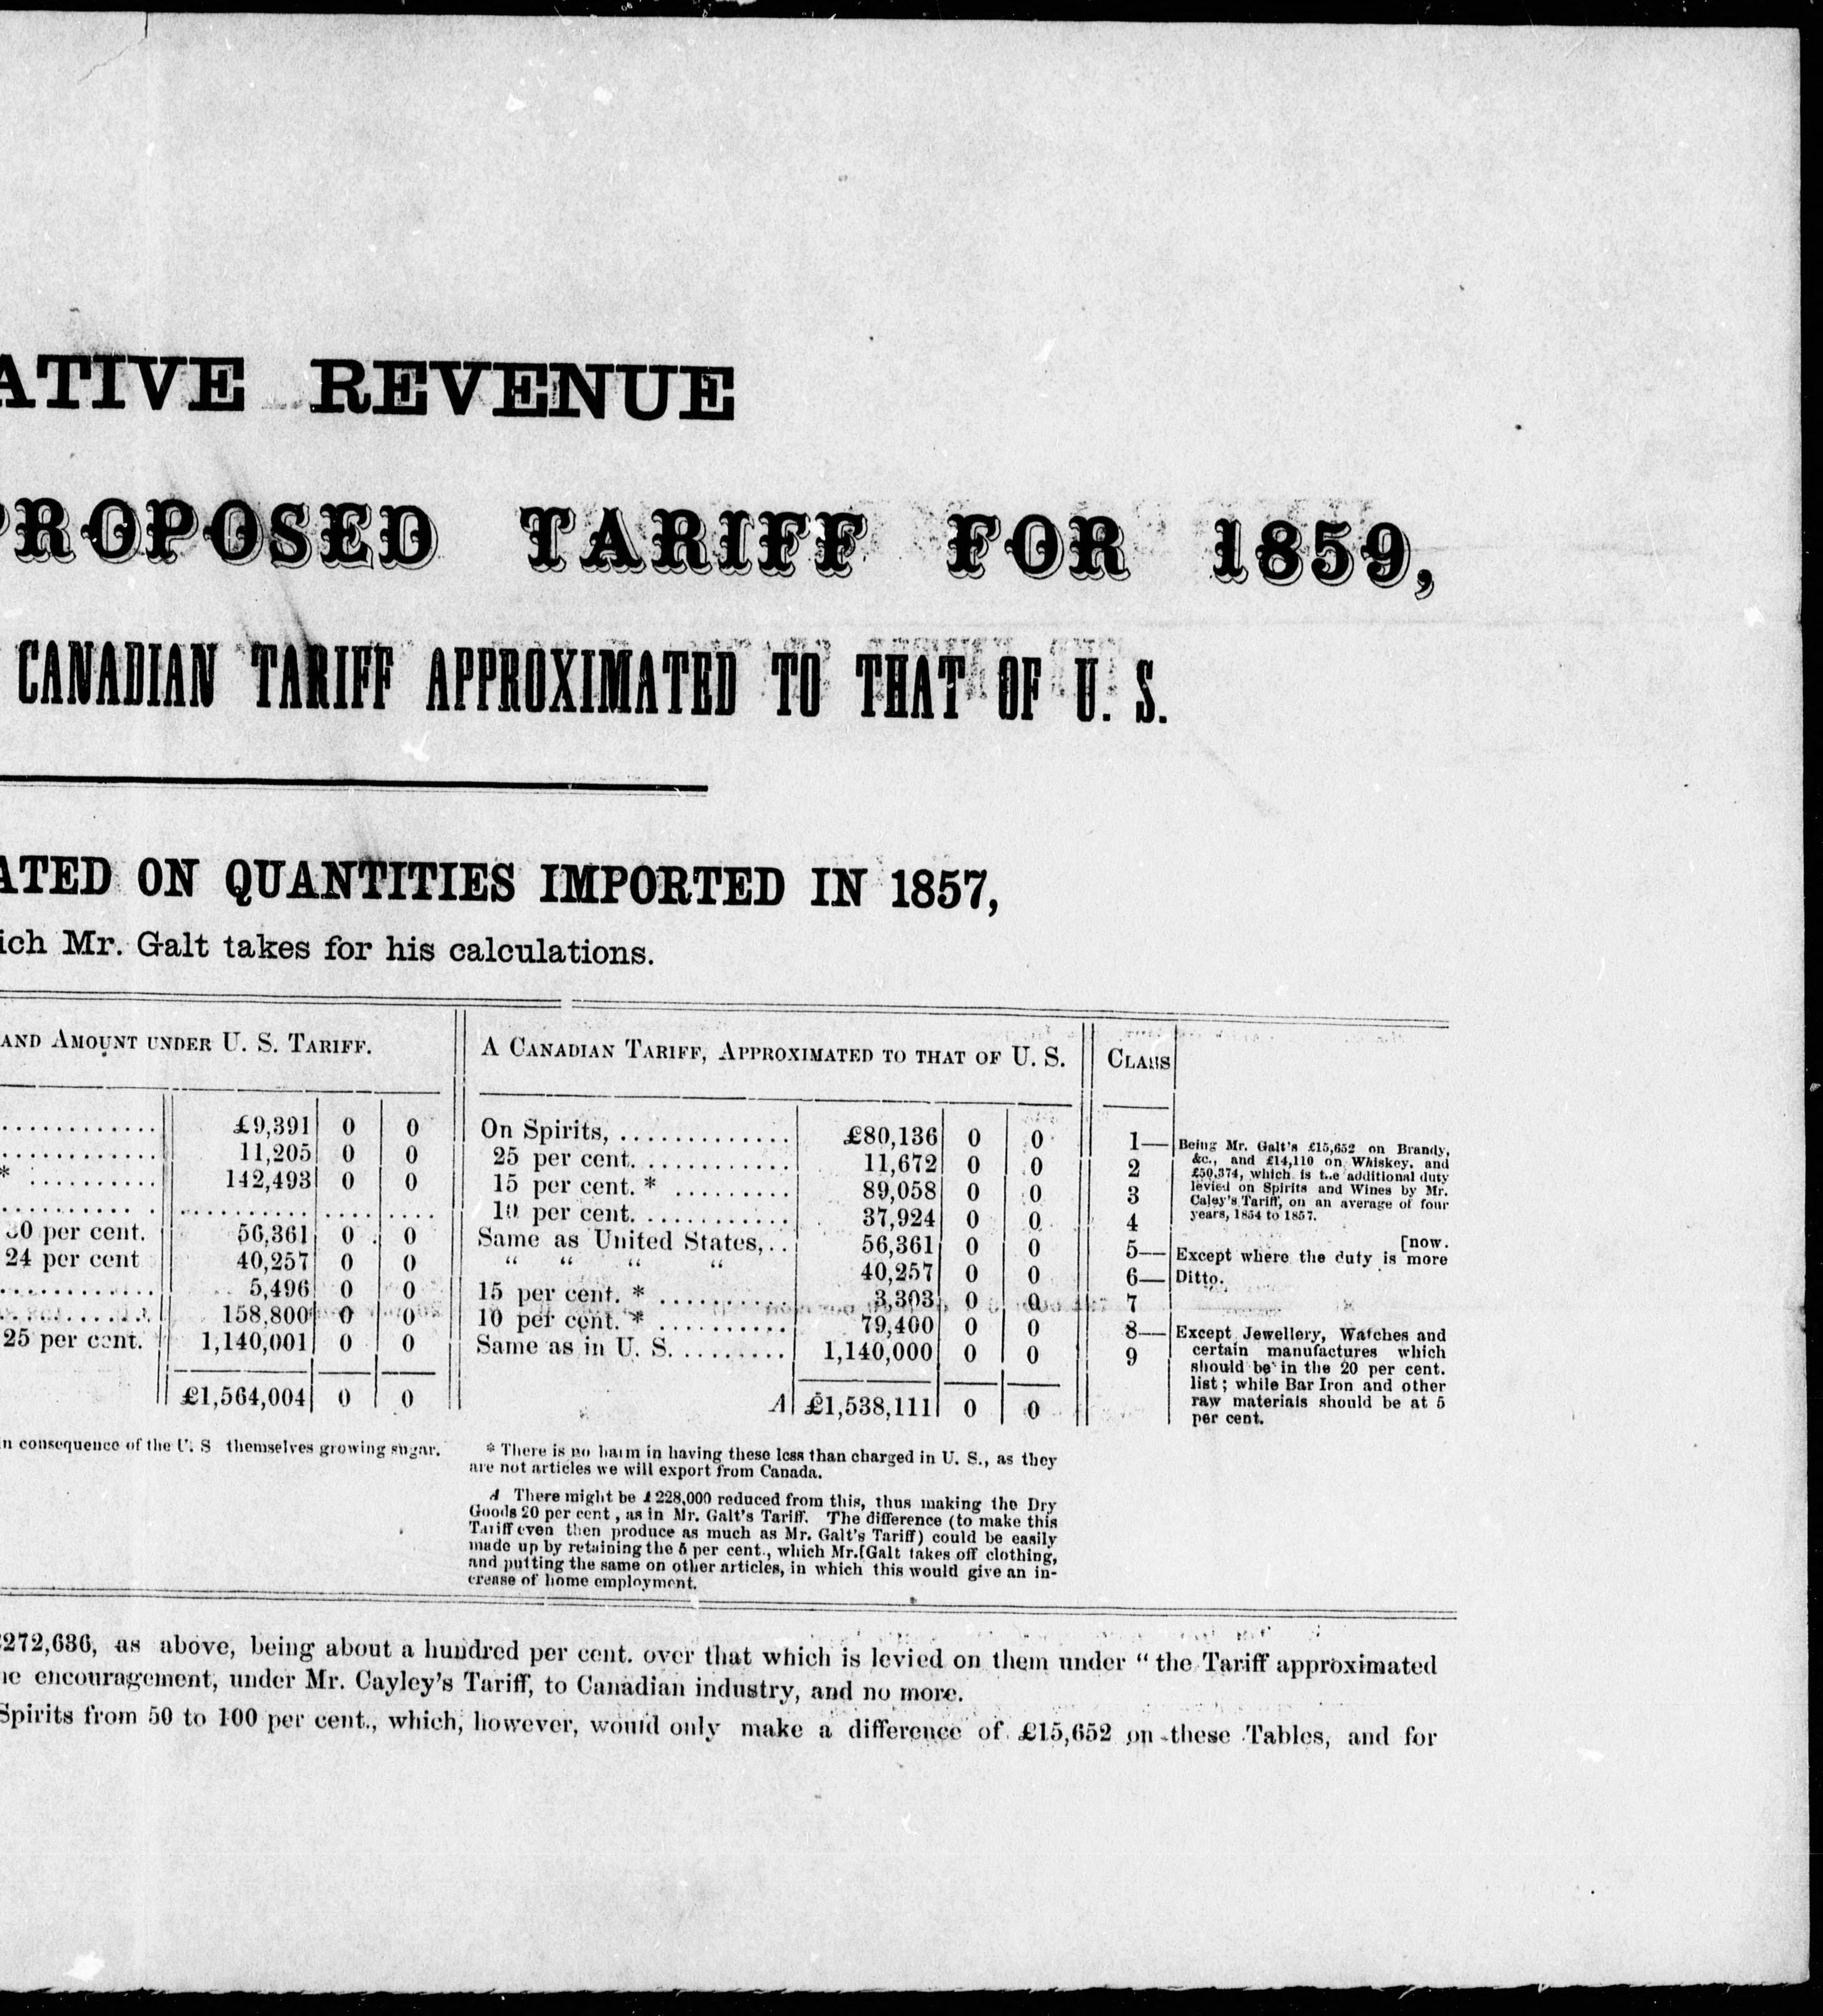 ATIVE REVENUE
PROPOSED TARIFF FOR 1859,
CANADIAN TARIFF APPROXIMATED TO THAT OF U. S.
ATED ON QUANTITIES IMPORTED IN 1857,
ich Mr. Galt takes for his calculations.
AND AMOUNT UNDER U. S. TARIFF.
............ £9,391 0 0
............ 11,205 0 0
* .......... 142,493 0 0
............ .......... .... ....
30 per cent. 56,361 0 0
24 per cent 40,257 0 0
............ 5,496 0 0
............ 158,800 0 0
25 per cent. 1,140,001 0 0
£1,564,004 0 0
in consequence of the U. S themselves growing sugar.
A CANADIAN TARIFF, APPROXIMATED TO THAT OF U. S.
On Spirits, ............. £80,136 0 0
25 per cent. ............ 11,672 0 0
15 per cent. * ......... 89,058 0 0
10 per cent. ............ 37,924 0 0
Same as United States,.. 56,361 0 0
“ “ “ “ 40,257 0 0
15 per cent. * .......... 3,303 0 0
10 per cent. * .......... 79,400 0 0
Same as in U. S. ........ 1,140,000 0 0
A £1,538,111 0 0
* There is no harm in having these less than charged in U. S., as they
are not articles we will export from Canada.
A There might be £228,000 reduced from this, thus making the Dry
Goods 20 per cent , as in Mr. Galt's Tariff. The difference (to make this
Tariff even then produce as much as Mr. Galt's Tariff) could be easily
made up by retaining the 5 per cent., which Mr.[Galt takes off clothing,
and putting the same on other articles, in which this would give an in-
crease of home employment.
CLASS
1— Being Mr. Galt's £15,652 on Brandy,
&c., and £14,110 on Whiskey. and
2
£50,374, which is the additional duty
levied on Spirits and Wines by Mr.
3
Caley's Tariff, on an average of four
years, 1854 to 1857.
4
[now.
5— Except where the duty is more
6— Ditto.
7
8— Except Jewellery, Watches and
certain manufactures which
9
should be in the 20 per cent.
list ; while Bar Iron and other
raw materials should be at 5
per cent.
£272,636, as above, being about a hundred per cent. over that which is levied on them under “ the Tariff approximated
he encouragement, under Mr. Cayley's Tariff, to Canadian industry, and no more.
Spirits from 50 to 100 per cent., which, however, would only make a difference of £15,652 on these Tables, and for